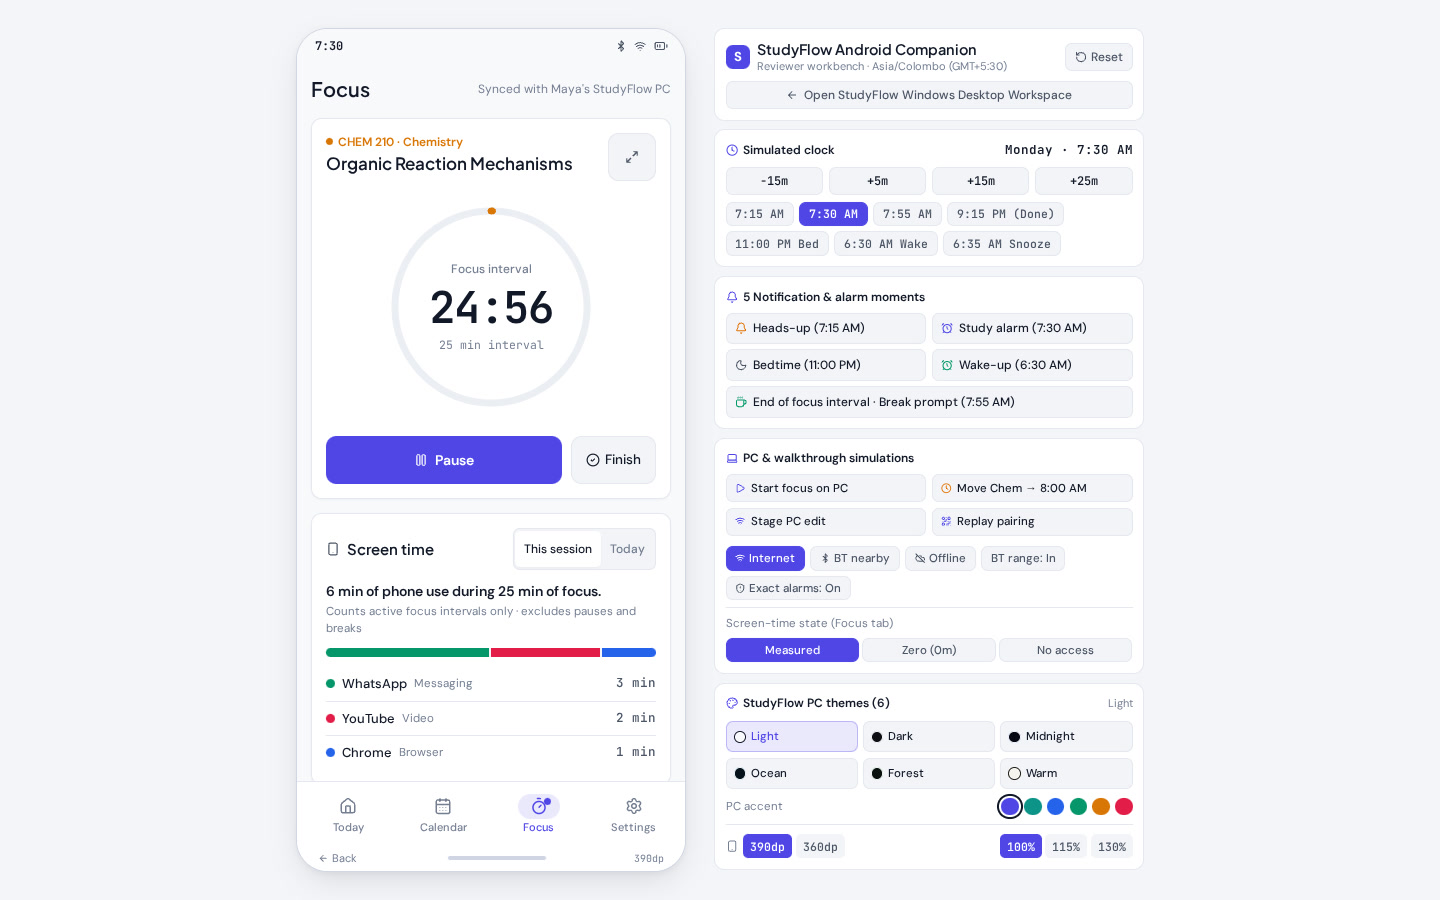 7:30
Focus
Synced with Maya's StudyFlow PC
CHEM 210 · Chemistry
Organic Reaction Mechanisms
Focus interval
24:56
25 min interval
Pause
Finish
Screen time
This session
Today
6 min of phone use during 25 min of focus.
Counts active focus intervals only · excludes pauses and
breaks
WhatsApp Messaging 3 min
YouTube Video 2 min
Chrome Browser 1 min
Today
Calendar
Focus
Settings
← Back
390dp
S
StudyFlow Android Companion
Reviewer workbench · Asia/Colombo (GMT+5:30)
Reset
← Open StudyFlow Windows Desktop Workspace
Simulated clock
Monday · 7:30 AM
-15m
+5m
+15m
+25m
7:15 AM
7:30 AM
7:55 AM
9:15 PM (Done)
11:00 PM Bed
6:30 AM Wake
6:35 AM Snooze
5 Notification & alarm moments
Heads-up (7:15 AM)
Study alarm (7:30 AM)
Bedtime (11:00 PM)
Wake-up (6:30 AM)
End of focus interval · Break prompt (7:55 AM)
PC & walkthrough simulations
Start focus on PC
Move Chem → 8:00 AM
Stage PC edit
Replay pairing
Internet
BT nearby
Offline
BT range: In
Exact alarms: On
Screen-time state (Focus tab)
Measured
Zero (0m)
No access
StudyFlow PC themes (6)
Light
Light
Dark
Midnight
Ocean
Forest
Warm
PC accent
390dp
360dp
100%
115%
130%